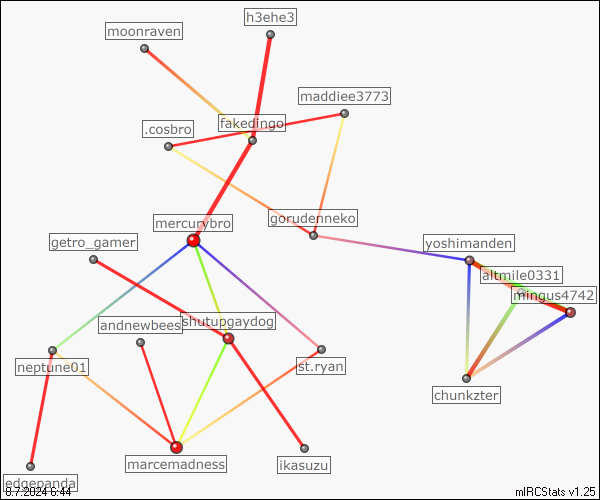 h3ehe3
moonraven
maddiee3773
fakedingo
.cosbro
mercurybro
gorudenneko
getro_gamer
yoshimanden
altmile0331
mingus4742
andnewbees
shutupgaydog
neptune01
st.ryan
chunkzter
marcemadness
ikasuzu
edgepanda
8.7.2024 6:44
mIRCStats v1.25